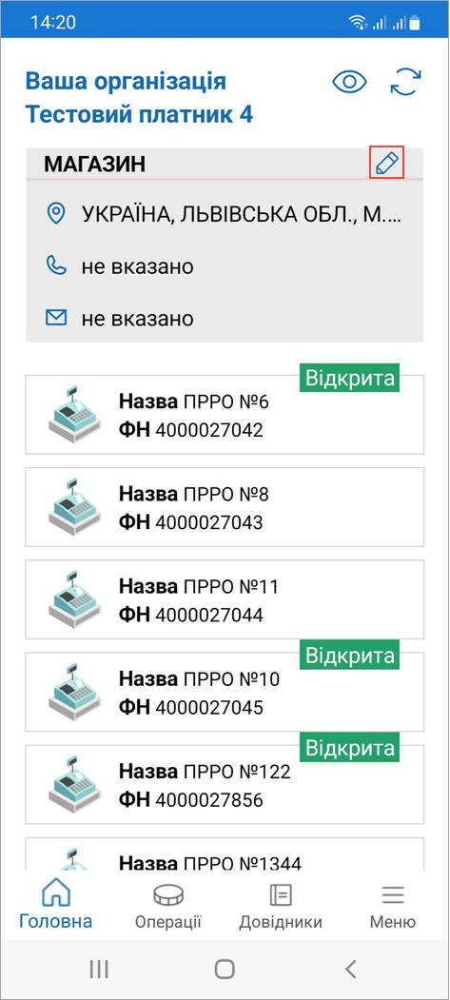 14:20
Ваша організація
Тестовий платник 4
МАГАЗИН
УКРАЇНА, ЛЬВІВСЬКА ОБЛ., М....
не вказано
не вказано
Відкрита
Назва ПРРО №6
ФН 4000027042
Назва ПРРО №8
ФН 4000027043
Назва ПРРО №11
ФН 4000027044
Відкрита
Назва ПРРО №10
ФН 4000027045
Відкрита
Назва ПРРО №122
ФН 4000027856
Назва ПРРО №1344
Головна Операції Довідники Меню